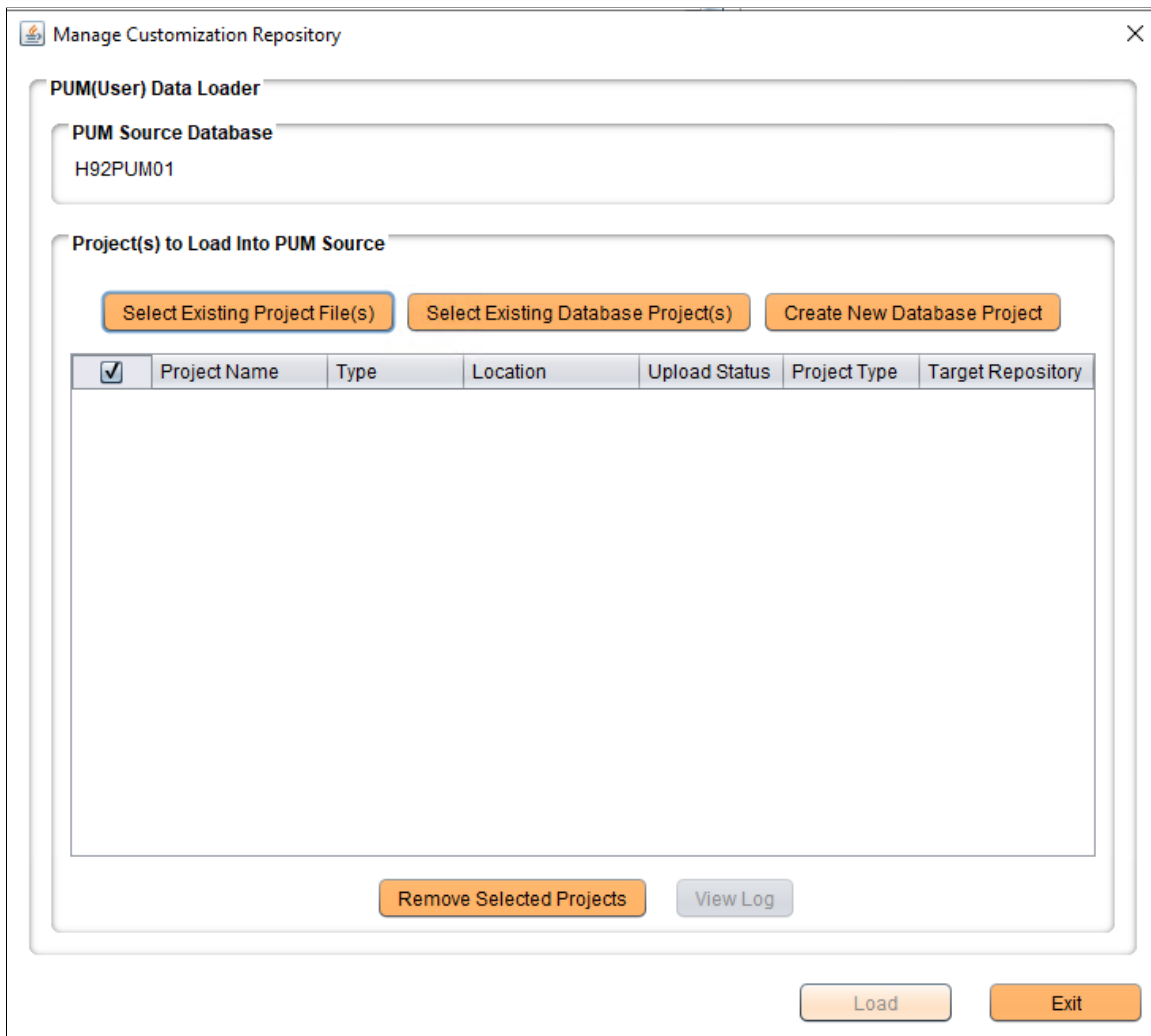 Manage Customization Repository
PUM(User) Data Loader
PUM Source Database
H92PUM01
Project(s) to Load Into PUM Source
Select Existing Project File(s) Select Existing Database Project(s) Create New Database Project
Project Name Type Location Upload Status Project Type Target Repository
Remove Selected Projects View Log
Load Exit